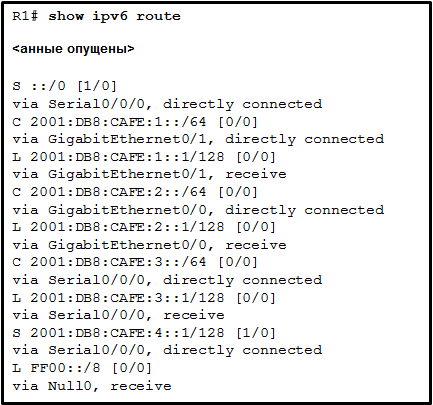 R1# show ipv6 route
<анные опущены>
S ::/0 [1/0]
via Serial0/0/0, directly connected
C 2001:DB8:CAFE:1::/64 [0/0]
via GigabitEthernet0/1, directly connected
L 2001:DB8:CAFE:1::1/128 [0/0]
via GigabitEthernet0/1, receive
C 2001:DB8:CAFE:2::/64 [0/0]
via GigabitEthernet0/0, directly connected
L 2001:DB8:CAFE:2::1/128 [0/0]
via GigabitEthernet0/0, receive
C 2001:DB8:CAFE:3::/64 [0/0]
via Serial0/0/0, directly connected
L 2001:DB8:CAFE:3::1/128 [0/0]
via Serial0/0/0, receive
S 2001:DB8:CAFE:4::1/128 [1/0]
via Serial0/0/0, directly connected
L FF00::/8 [0/0]
via Null0, receive